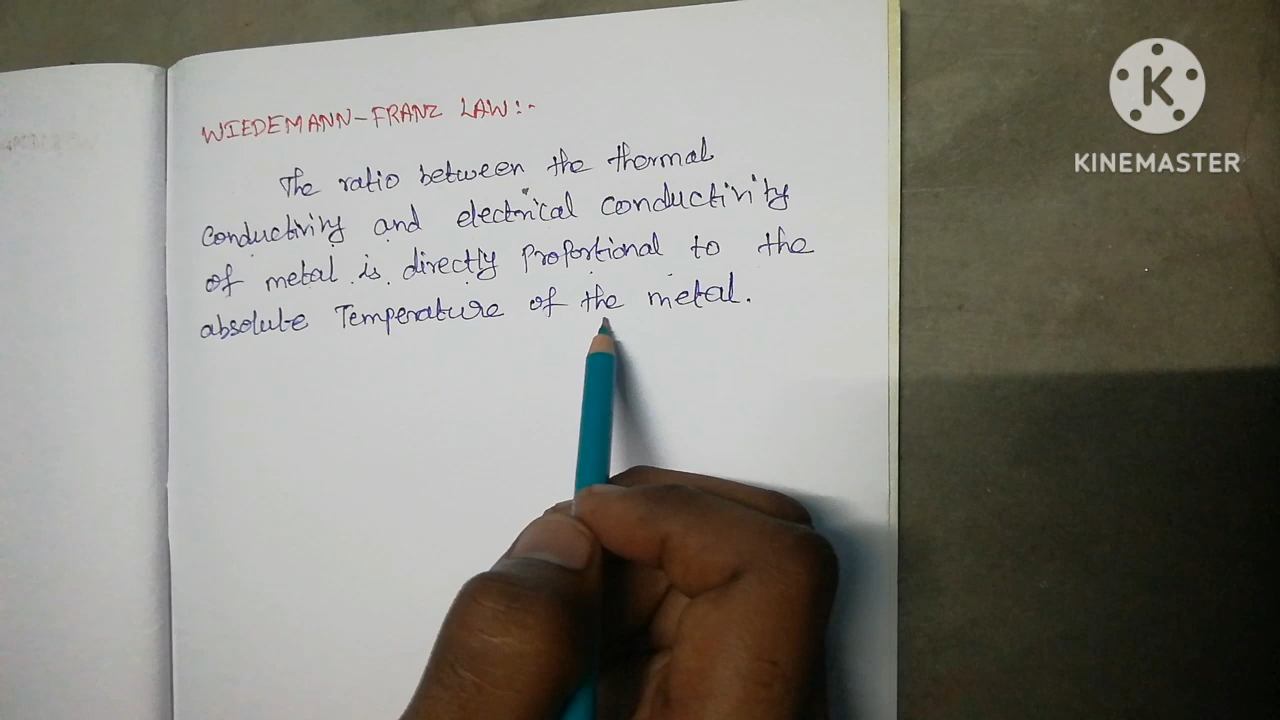 WIEDEMANN-FRANZ LAW:-
The ratio between the thermal
conductivity and electrical conductivity
of metal is directly proportional to the
absolute Temperature of the metal.
KINEMASTER